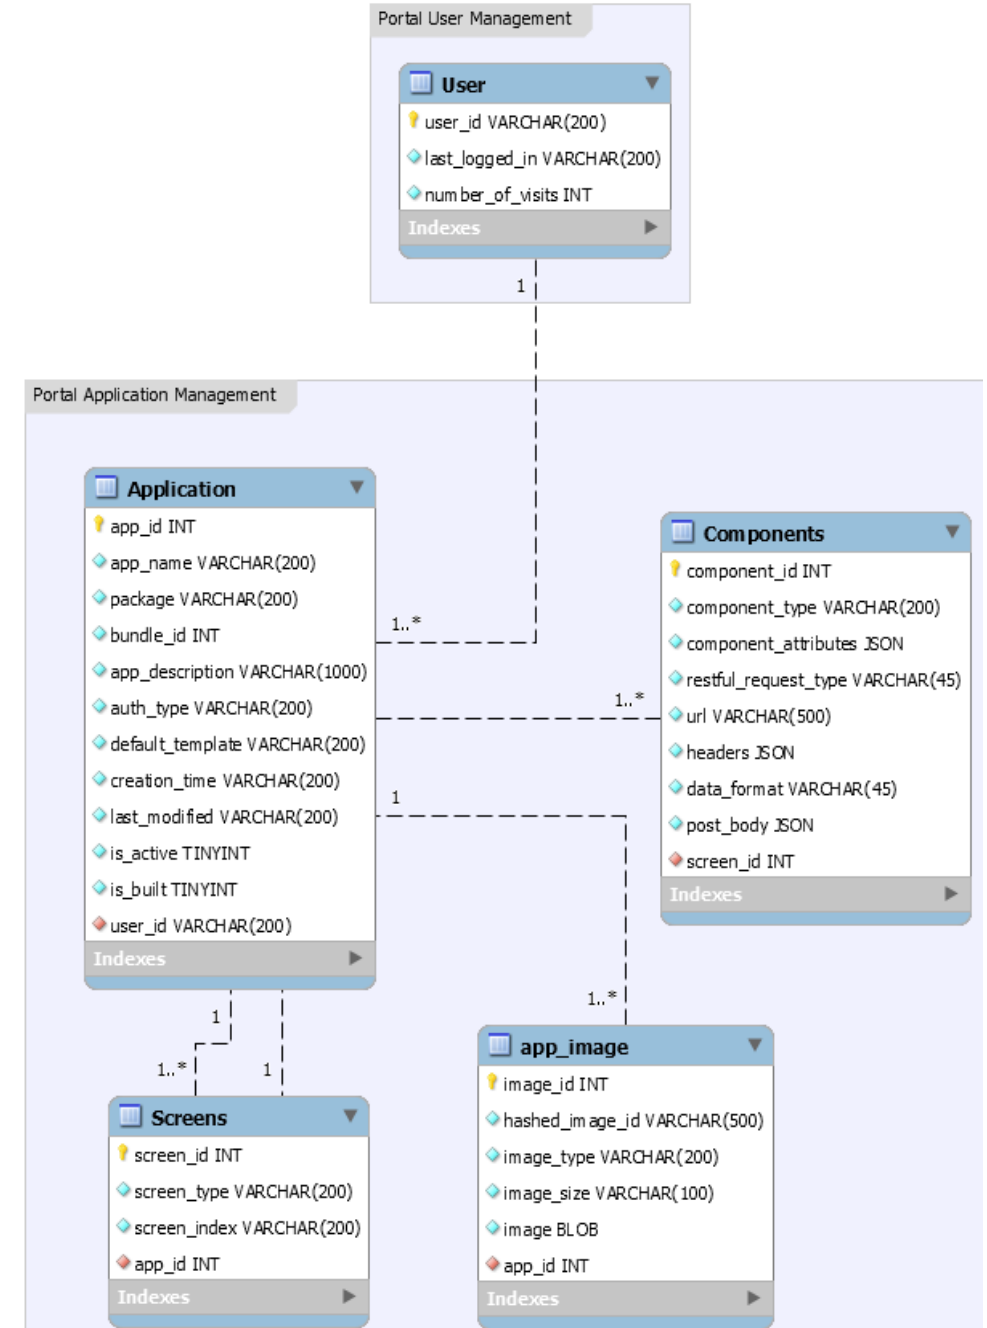 Portal User Management
User
user_id VARCHAR(200)
last_logged_in VARCHAR(200)
number_of_visits INT
Indexes
1
Portal Application Management
Application
app_id INT
app_name VARCHAR(200)
package VARCHAR(200)
bundle_id INT
app_description VARCHAR(1000)
auth_type VARCHAR(200)
default_template VARCHAR(200)
creation_time VARCHAR(200)
last_modified VARCHAR(200)
is_active TINYINT
is_built TINYINT
user_id VARCHAR(200)
Indexes
1..*
1..*
1
Components
component_id INT
component_type VARCHAR(200)
component_attributes JSON
restful_request_type VARCHAR(45)
url VARCHAR(500)
headers JSON
data_format VARCHAR(45)
post_body JSON
screen_id INT
Indexes
1
1..*
1
1..*
Screens
screen_id INT
screen_type VARCHAR(200)
screen_index VARCHAR(200)
app_id INT
Indexes
app_image
image_id INT
hashed_image_id VARCHAR(500)
image_type VARCHAR(200)
image_size VARCHAR(100)
image BLOB
app_id INT
Indexes